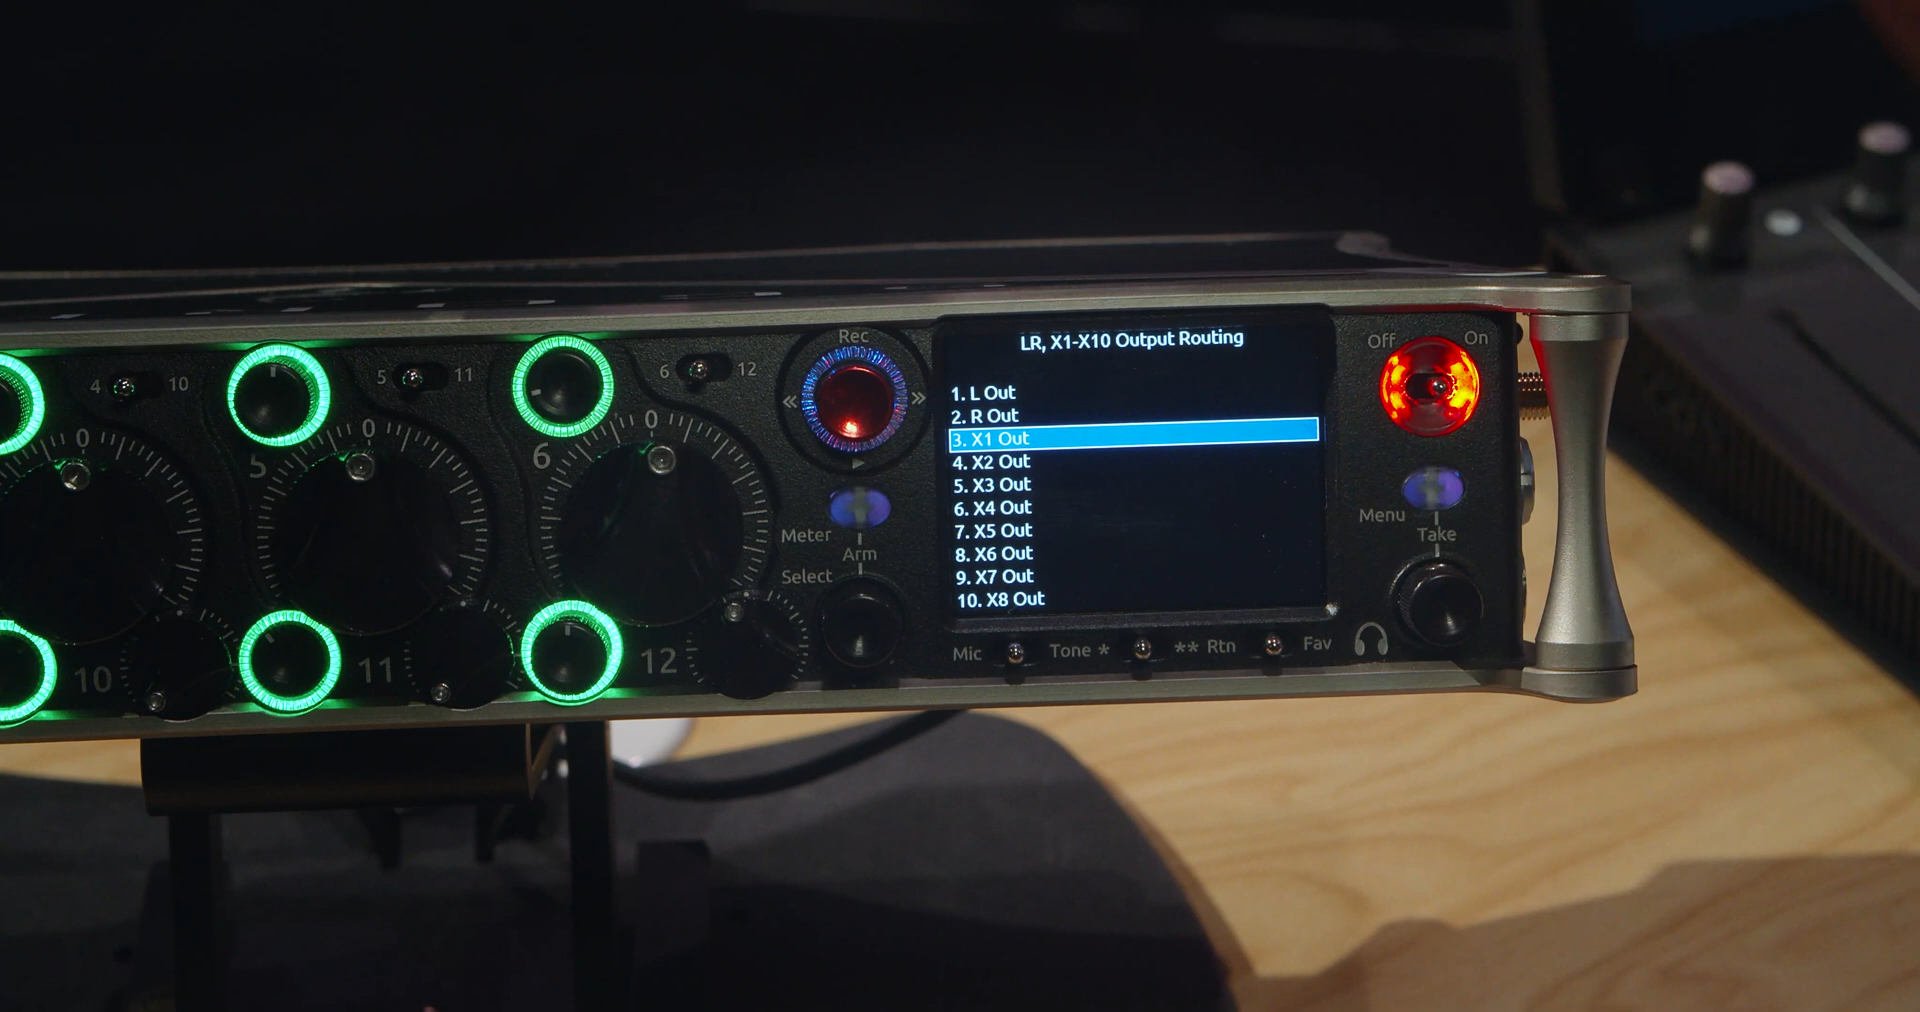 4 10
0
5 11
5
0
6 12
6
0
10
11
12
Rec
« »
Meter
Arm
Select
LR, X1-X10 Output Routing
1. L Out
2. R Out
3. X1 Out
4. X2 Out
5. X3 Out
6. X4 Out
7. X5 Out
8. X6 Out
9. X7 Out
10. X8 Out
Mic Tone * ** Rtn Fav
Off On
Menu
Take